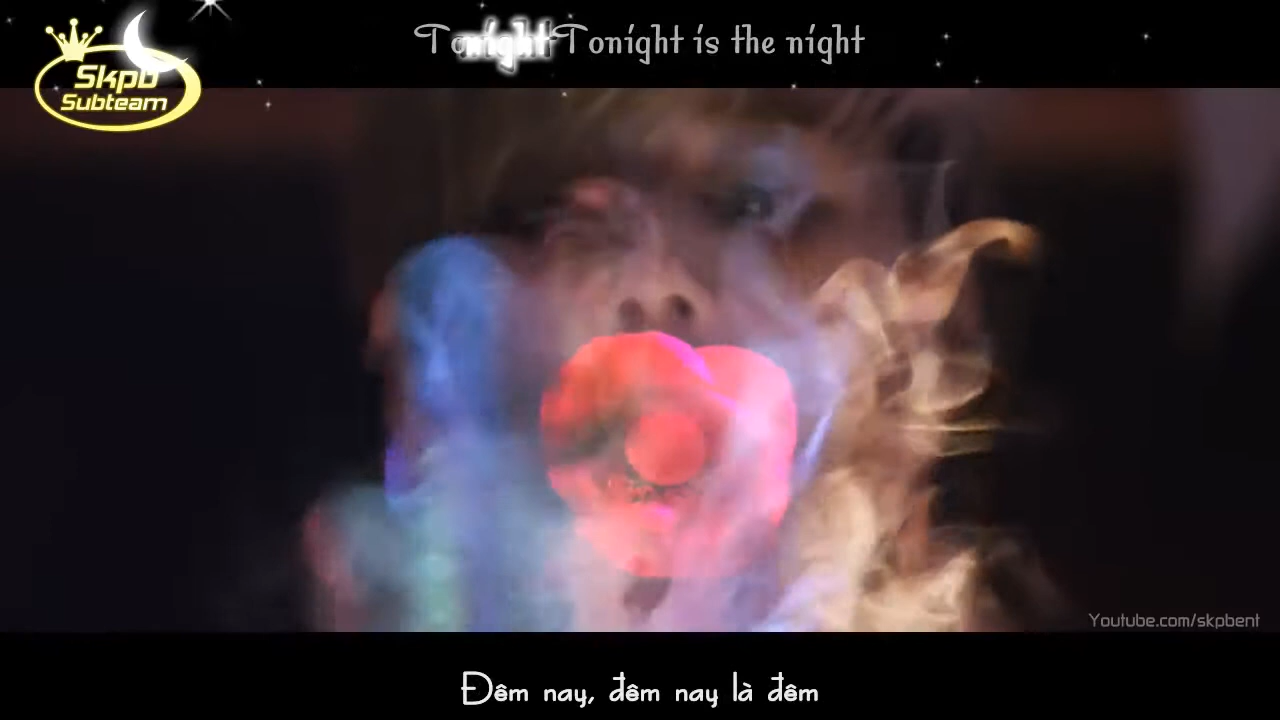 Tonight Tonight is the night
Skpb
Subteam
Youtube.com/skpbent
Đêm nay, đêm nay là đêm